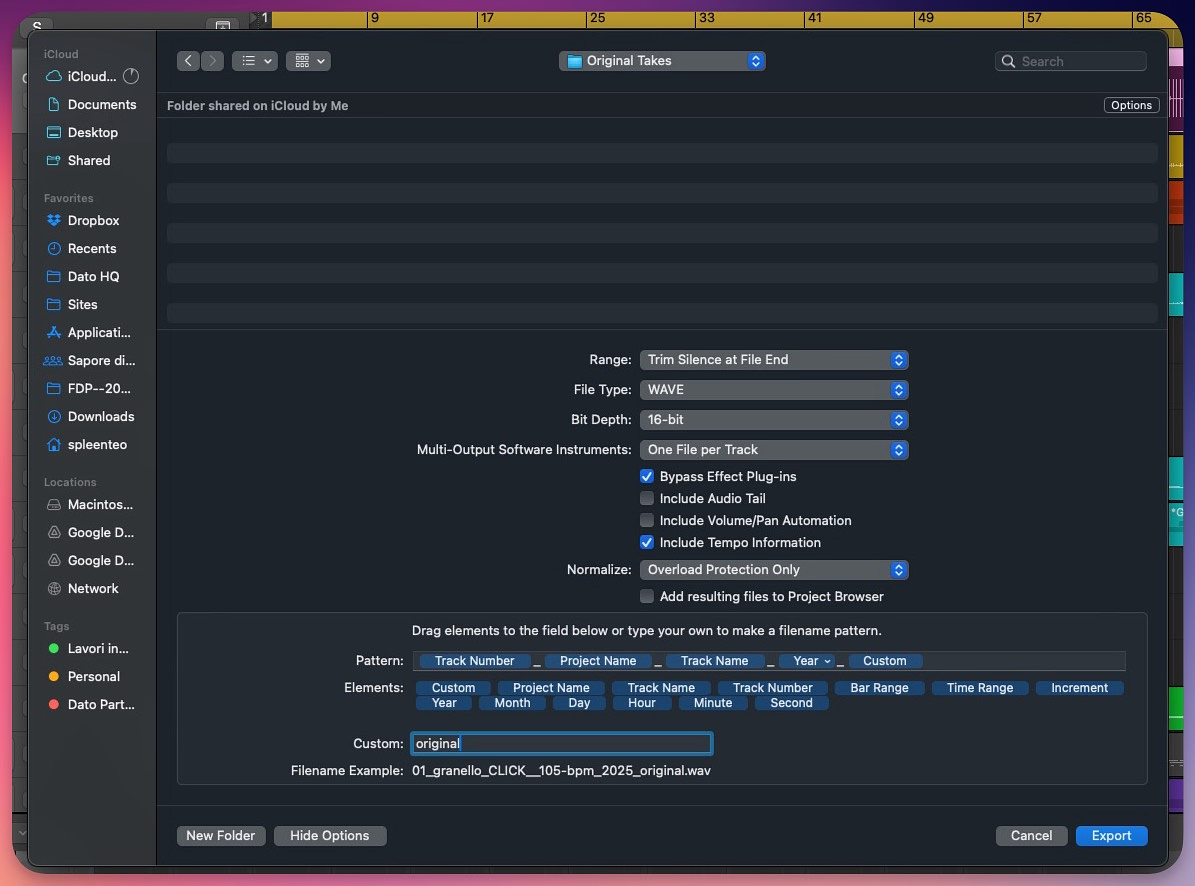 S
1 9 17 25 33 41 49 57 65
iCloud
iCloud...
Documents
Desktop
Shared
Favorites
Dropbox
Recents
Dato HQ
Sites
Applicati...
Sapore di...
FDP--20...
Downloads
spleenteo
Locations
Macintos...
Google D...
Google D...
Network
Tags
Lavori in...
Personal
Dato Part...
Original Takes
Search
Folder shared on iCloud by Me
Options
Range: Trim Silence at File End
File Type: WAVE
Bit Depth: 16-bit
Multi-Output Software Instruments: One File per Track
Bypass Effect Plug-ins
Include Audio Tail
Include Volume/Pan Automation
Include Tempo Information
Normalize: Overload Protection Only
Add resulting files to Project Browser
Drag elements to the field below or type your own to make a filename pattern.
Pattern: Track Number _ Project Name _ Track Name _ Year _ Custom
Elements: Custom Project Name Track Name Track Number Bar Range Time Range Increment
Year Month Day Hour Minute Second
Custom: original
Filename Example: 01_granello_CLICK__105-bpm_2025_original.wav
New Folder
Hide Options
Cancel
Export
*G